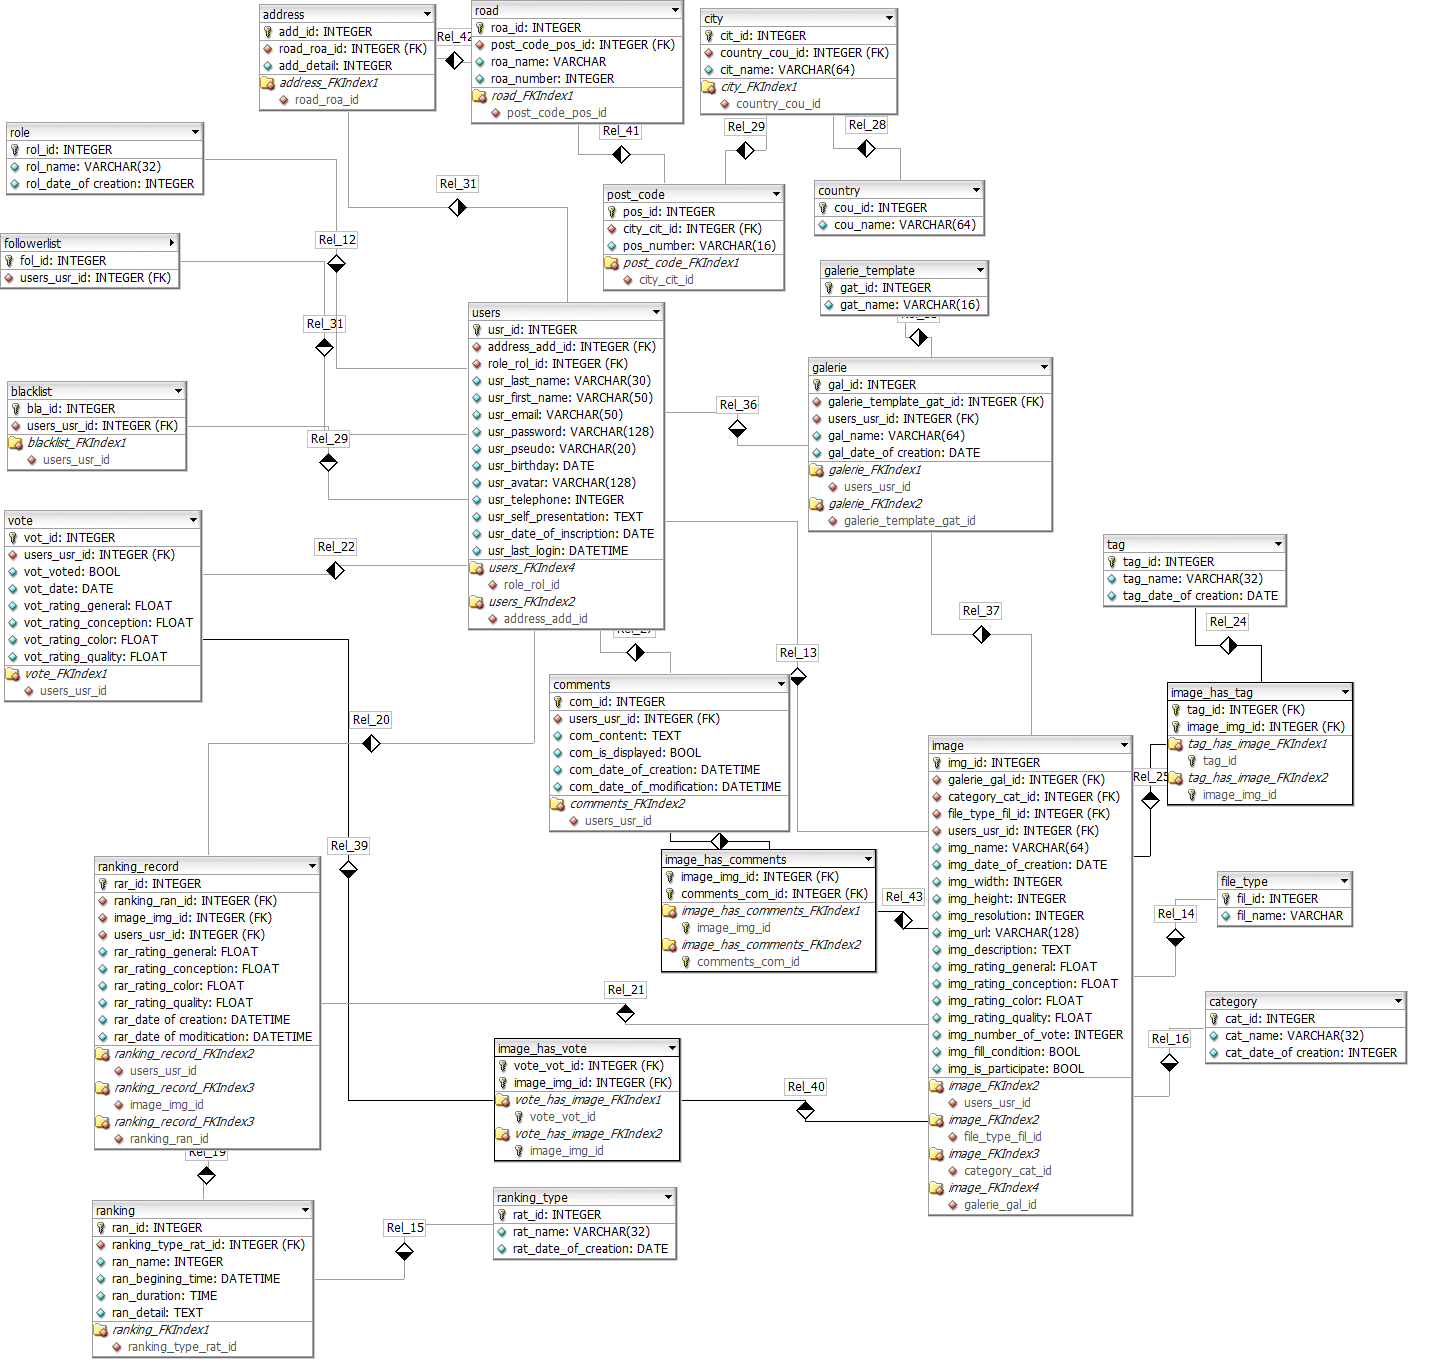 address
add_id: INTEGER
road_roa_id: INTEGER (FK)
add_detail: INTEGER
address_FKIndex1
road_roa_id
Rel_42
road
roa_id: INTEGER
post_code_pos_id: INTEGER (FK)
roa_name: VARCHAR
roa_number: INTEGER
road_FKIndex1
post_code_pos_id
city
cit_id: INTEGER
country_cou_id: INTEGER (FK)
cit_name: VARCHAR(64)
city_FKIndex1
country_cou_id
role
rol_id: INTEGER
rol_name: VARCHAR(32)
rol_date_of creation: INTEGER
Rel_41
Rel_29
Rel_28
Rel_31
post_code
pos_id: INTEGER
city_cit_id: INTEGER (FK)
pos_number: VARCHAR(16)
post_code_FKIndex1
city_cit_id
country
cou_id: INTEGER
cou_name: VARCHAR(64)
followerlist
fol_id: INTEGER
users_usr_id: INTEGER (FK)
Rel_12
galerie_template
gat_id: INTEGER
gat_name: VARCHAR(16)
Rel_31
users
usr_id: INTEGER
address_add_id: INTEGER (FK)
role_rol_id: INTEGER (FK)
usr_last_name: VARCHAR(30)
usr_first_name: VARCHAR(50)
usr_email: VARCHAR(50)
usr_password: VARCHAR(128)
usr_pseudo: VARCHAR(20)
usr_birthday: DATE
usr_avatar: VARCHAR(128)
usr_telephone: INTEGER
usr_self_presentation: TEXT
usr_date_of_inscription: DATE
usr_last_login: DATETIME
users_FKIndex4
role_rol_id
users_FKIndex2
address_add_id
galerie
gal_id: INTEGER
galerie_template_gat_id: INTEGER (FK)
users_usr_id: INTEGER (FK)
gal_name: VARCHAR(64)
gal_date_of creation: DATE
galerie_FKIndex1
users_usr_id
galerie_FKIndex2
galerie_template_gat_id
Rel_36
blacklist
bla_id: INTEGER
users_usr_id: INTEGER (FK)
blacklist_FKIndex1
users_usr_id
Rel_29
vote
vot_id: INTEGER
users_usr_id: INTEGER (FK)
vot_voted: BOOL
vot_date: DATE
vot_rating_general: FLOAT
vot_rating_conception: FLOAT
vot_rating_color: FLOAT
vot_rating_quality: FLOAT
vote_FKIndex1
users_usr_id
Rel_22
tag
tag_id: INTEGER
tag_name: VARCHAR(32)
tag_date_of creation: DATE
Rel_37
Rel_24
Rel_27
Rel_13
comments
com_id: INTEGER
users_usr_id: INTEGER (FK)
com_content: TEXT
com_is_displayed: BOOL
com_date_of_creation: DATETIME
com_date_of_modification: DATETIME
comments_FKIndex2
users_usr_id
image_has_tag
tag_id: INTEGER (FK)
image_img_id: INTEGER (FK)
tag_has_image_FKIndex1
tag_id
tag_has_image_FKIndex2
image_img_id
Rel_20
Rel_25
image
img_id: INTEGER
galerie_gal_id: INTEGER (FK)
category_cat_id: INTEGER (FK)
file_type_fil_id: INTEGER (FK)
users_usr_id: INTEGER (FK)
img_name: VARCHAR(64)
img_date_of_creation: DATE
img_width: INTEGER
img_height: INTEGER
img_resolution: INTEGER
img_url: VARCHAR(128)
img_description: TEXT
img_rating_general: FLOAT
img_rating_conception: FLOAT
img_rating_color: FLOAT
img_rating_quality: FLOAT
img_number_of_vote: INTEGER
img_fill_condition: BOOL
img_is_participate: BOOL
image_FKIndex2
users_usr_id
image_FKIndex2
file_type_fil_id
image_FKIndex3
category_cat_id
image_FKIndex4
galerie_gal_id
Rel_39
image_has_comments
image_img_id: INTEGER (FK)
comments_com_id: INTEGER (FK)
image_has_comments_FKIndex1
image_img_id
image_has_comments_FKIndex2
comments_com_id
Rel_43
file_type
fil_id: INTEGER
fil_name: VARCHAR
Rel_14
ranking_record
rar_id: INTEGER
ranking_ran_id: INTEGER (FK)
image_img_id: INTEGER (FK)
users_usr_id: INTEGER (FK)
rar_rating_general: FLOAT
rar_rating_conception: FLOAT
rar_rating_color: FLOAT
rar_rating_quality: FLOAT
rar_date of creation: DATETIME
rar_date of moditication: DATETIME
ranking_record_FKIndex2
users_usr_id
ranking_record_FKIndex3
image_img_id
ranking_record_FKIndex3
ranking_ran_id
Rel_21
category
cat_id: INTEGER
cat_name: VARCHAR(32)
cat_date_of creation: INTEGER
Rel_16
image_has_vote
vote_vot_id: INTEGER (FK)
image_img_id: INTEGER (FK)
vote_has_image_FKIndex1
vote_vot_id
vote_has_image_FKIndex2
image_img_id
Rel_40
Rel_19
ranking
ran_id: INTEGER
ranking_type_rat_id: INTEGER (FK)
ran_name: INTEGER
ran_begining_time: DATETIME
ran_duration: TIME
ran_detail: TEXT
ranking_FKIndex1
ranking_type_rat_id
Rel_15
ranking_type
rat_id: INTEGER
rat_name: VARCHAR(32)
rat_date_of_creation: DATE